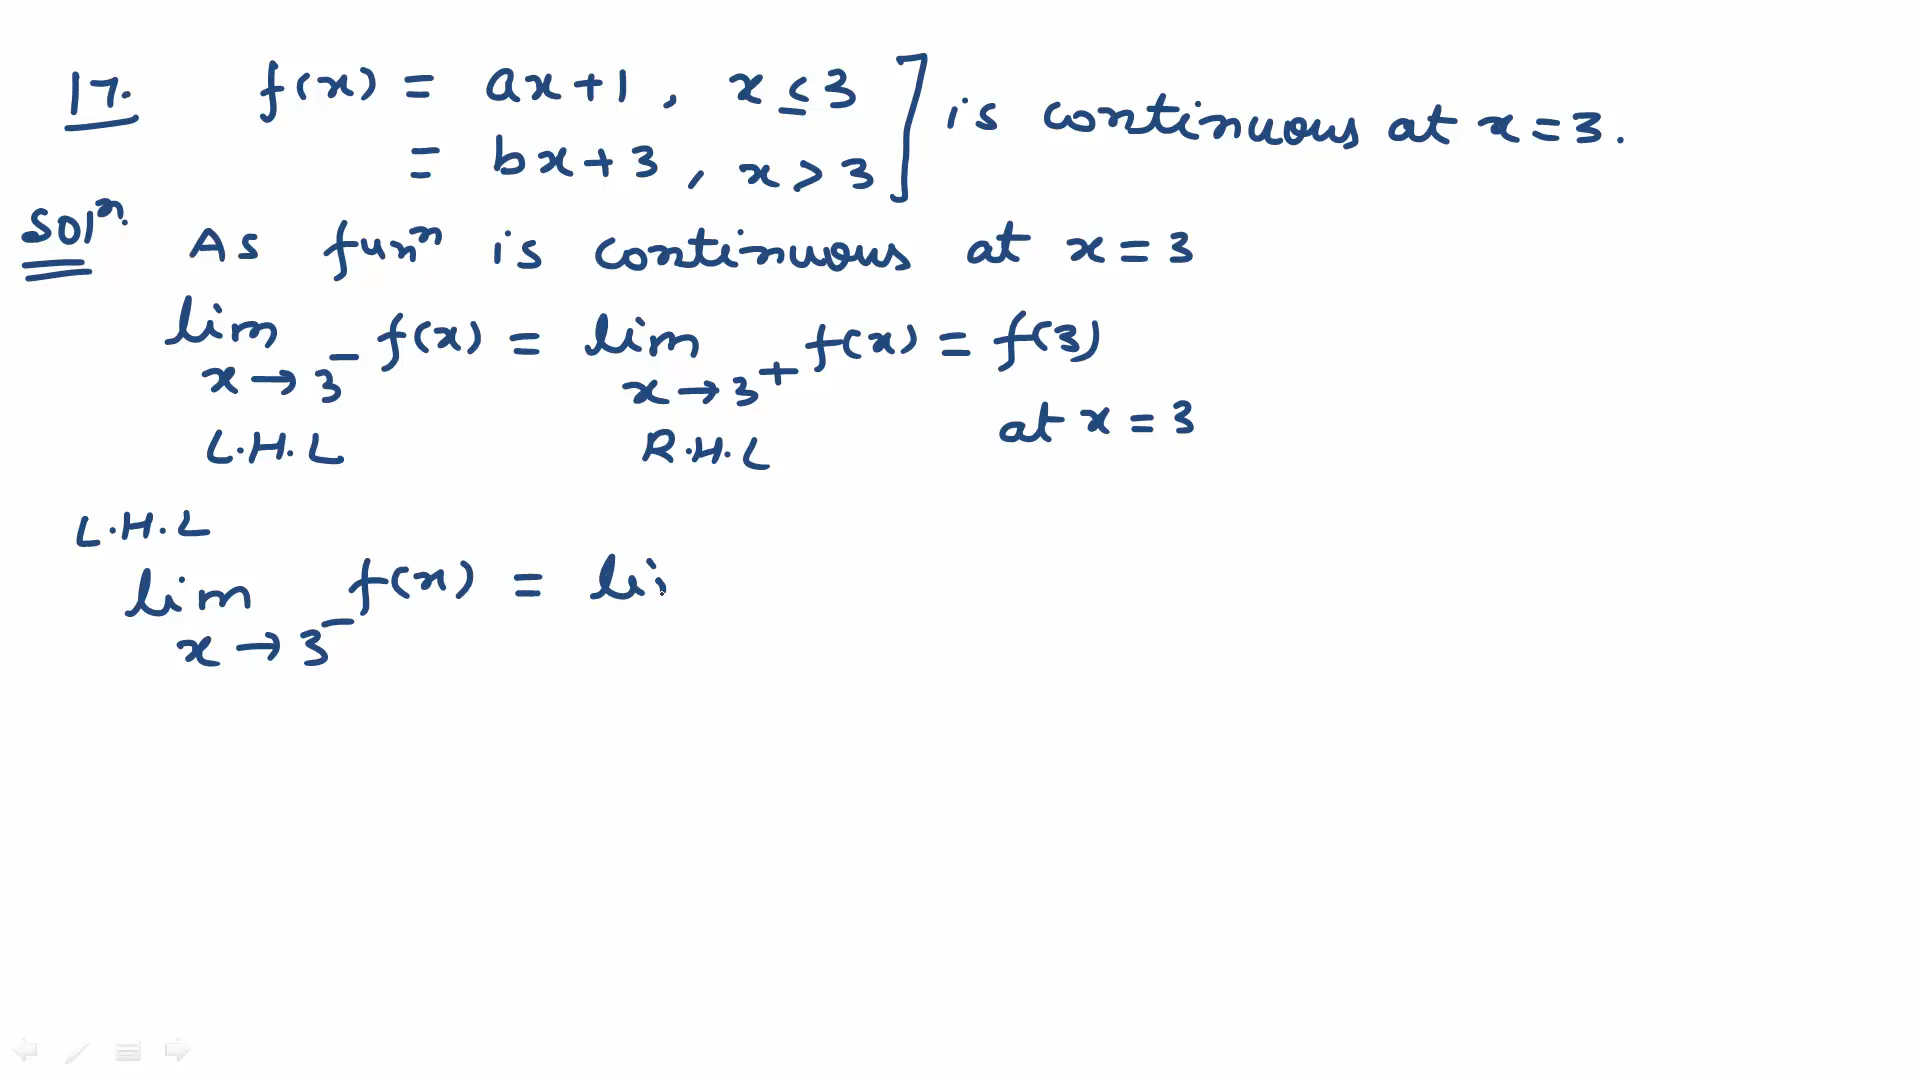 17. f(x) = ax+1, x ≤ 3
= bx+3, x > 3 ] is continuous at x=3.
Solⁿ. As funⁿ is continuous at x=3
lim f(x) = lim f(x) = f(3)
x→3⁻ x→3⁺ at x=3
L.H.L R.H.L
L.H.L
lim f(x) = li
x→3⁻